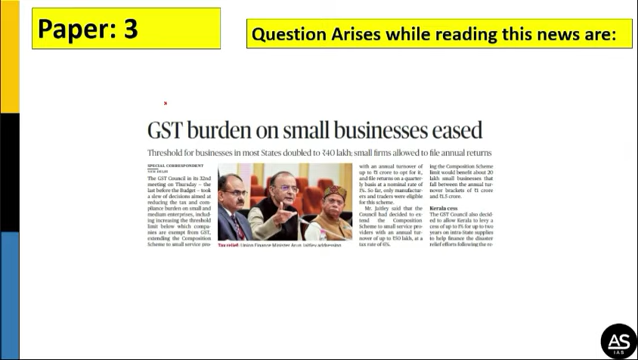 Paper: 3
Question Arises while reading this news are:
GST burden on small businesses eased
Threshold for businesses in most States doubled to ₹40 lakh; small firms allowed to file annual returns
SPECIAL CORRESPONDENT
NEW DELHI
The GST Council in its 32nd
meeting on Thursday – the
last before the Budget – took
a slew of decisions aimed at
reducing the tax and com-
pliance burden on small and
medium enterprises, includ-
ing increasing the threshold
limit below which compa-
nies are exempt from GST,
extending the Composition
Scheme to small service pro-
Tax relief: Union Finance Minister Arun Jaitley addressing
with an annual turnover of
up to ₹1.5 crore to opt for it,
and file returns on a quarter-
ly basis at a nominal rate of
1%. So far, only manufactur-
ers and traders were eligible
for this scheme.
Mr. Jaitley said that the
Council had decided to ex-
tend the Composition
Scheme to small service pro-
viders with an annual turn-
over of up to ₹50 lakh, at a
tax rate of 6%.
ing the Composition Scheme
limit would benefit about 20
lakh small businesses that
fall between the annual tur-
nover brackets of ₹1 crore
and ₹1.5 crore.
Kerala cess
The GST Council also decid-
ed to allow Kerala to levy a
cess of up to 1% for up to two
years on intra-State supplies
to help finance the disaster
relief efforts following the re-
AS
IAS